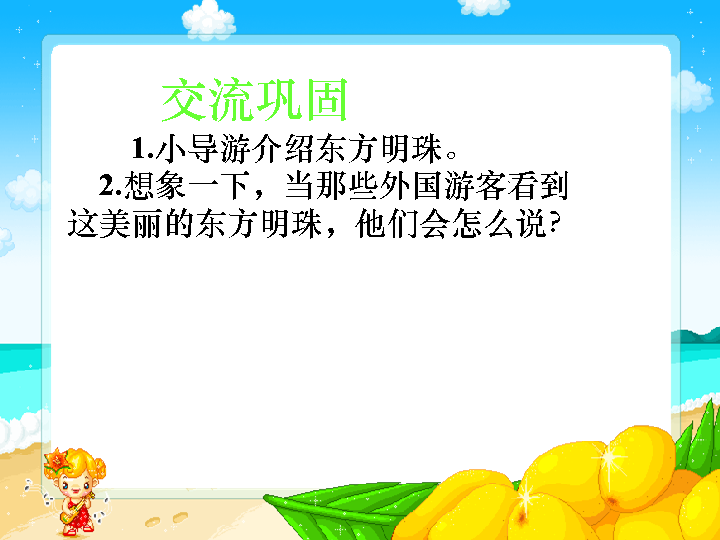 交流巩固
1.小导游介绍东方明珠。
2.想象一下，当那些外国游客看到
这美丽的东方明珠，他们会怎么说?